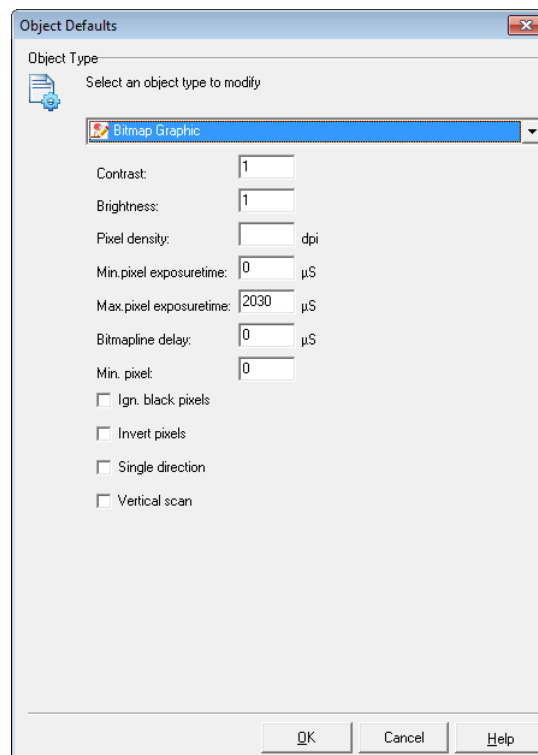 Object Defaults
Object Type
Select an object type to modify
Bitmap Graphic
Contrast: 1
Brightness: 1
Pixel density: dpi
Min.pixel exposuretime: 0 µS
Max.pixel exposuretime: 2030 µS
Bitmapline delay: 0 µS
Min. pixel: 0
Ign. black pixels
Invert pixels
Single direction
Vertical scan
OK Cancel Help